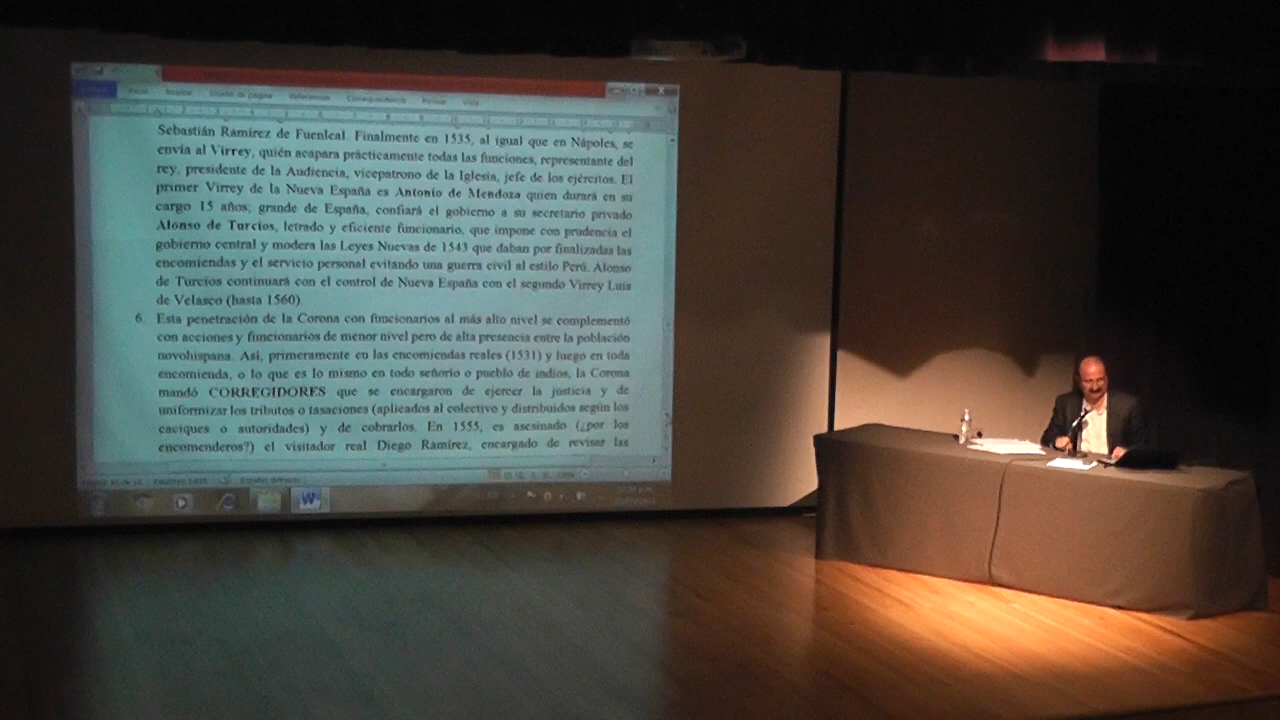 Inicio Insertar Diseño de página Referencias Correspondencia Revisar Vista
Sebastián Ramírez de Fuenleal. Finalmente en 1535, al igual que en Nápoles, se
envía al Virrey, quién acapara prácticamente todas las funciones, representante del
rey, presidente de la Audiencia, vicepatrono de la Iglesia, jefe de los ejércitos. El
primer Virrey de la Nueva España es Antonio de Mendoza quien durará en su
cargo 15 años; grande de España, confiará el gobierno a su secretario privado
Alonso de Turcios, letrado y eficiente funcionario, que impone con prudencia el
gobierno central y modera las Leyes Nuevas de 1543 que daban por finalizadas las
encomiendas y el servicio personal evitando una guerra civil al estilo Perú. Alonso
de Turcios continuará con el control de Nueva España con el segundo Virrey Luis
de Velasco (hasta 1560).
6. Esta penetración de la Corona con funcionarios al más alto nivel se complementó
con acciones y funcionarios de menor nivel pero de alta presencia entre la población
novohispana. Así, primeramente en las encomiendas reales (1531) y luego en toda
encomienda, o lo que es lo mismo en todo señorío o pueblo de indios, la Corona
mandó CORREGIDORES que se encargaron de ejercer la justicia y de
uniformizar los tributos o tasaciones (aplicados al colectivo y distribuidos según los
caciques o autoridades) y de cobrarlos. En 1555, es asesinado (¿por los
encomenderos?) el visitador real Diego Ramírez, encargado de revisar las